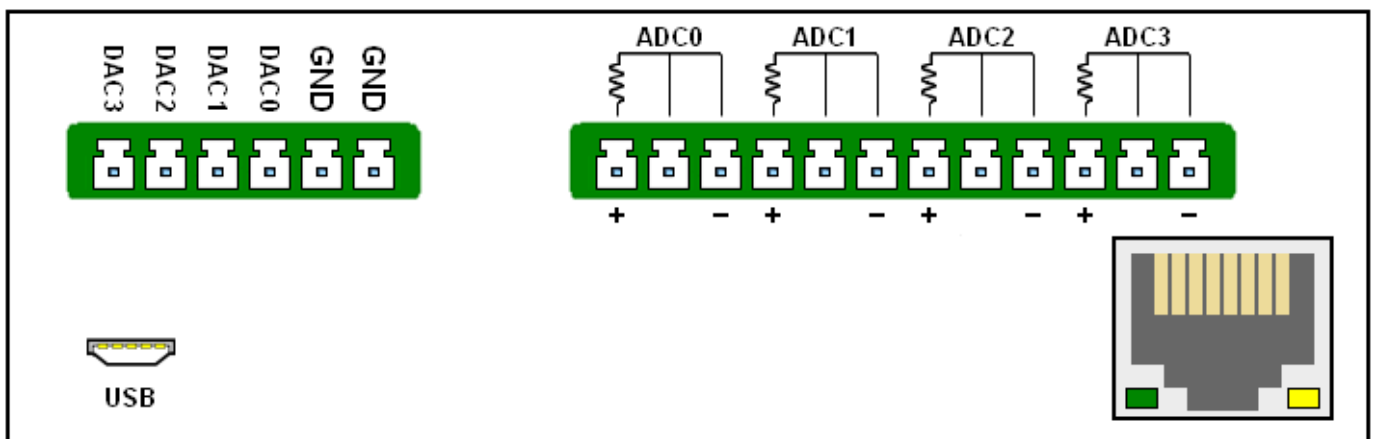 DAC3 DAC2 DAC1 DAC0 GND GND
ADC0 ADC1 ADC2 ADC3
+ − + − + − + −
USB